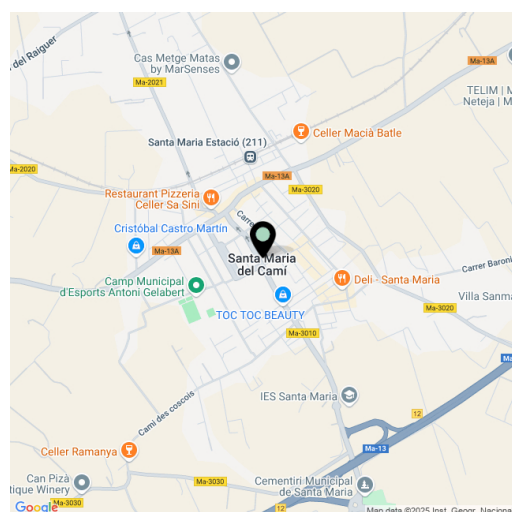 del Raiguer
Cas Metge Matas
by MarSenses
Ma-2021
Ma-13A
TELIM | M
Neteja | M
Celler Macià Batle
Santa Maria Estació (211)
Ma-2020
Ma-13A
Ma-3020
Restaurant Pizzeria
Celler Sa Sini
Carrer
Cristóbal Castro Martín
Ma-13A
Santa Maria
del Camí
Carrer Baroni
Camp Municipal
d'Esports Antoni Gelabert
Deli - Santa Maria
Villa Sanma
Ma-3020
TOC TOC BEAUTY
Ma-3010
Ma
IES Santa Maria
12
Camí des coscois
Ma-13
Celler Ramanya
Can Pizà
tique Winery
Ma-3030
Ma-3030
Cementiri Municipal
de Santa Maria
12
Google
Map data ©2025 Inst. Geogr. Naciona